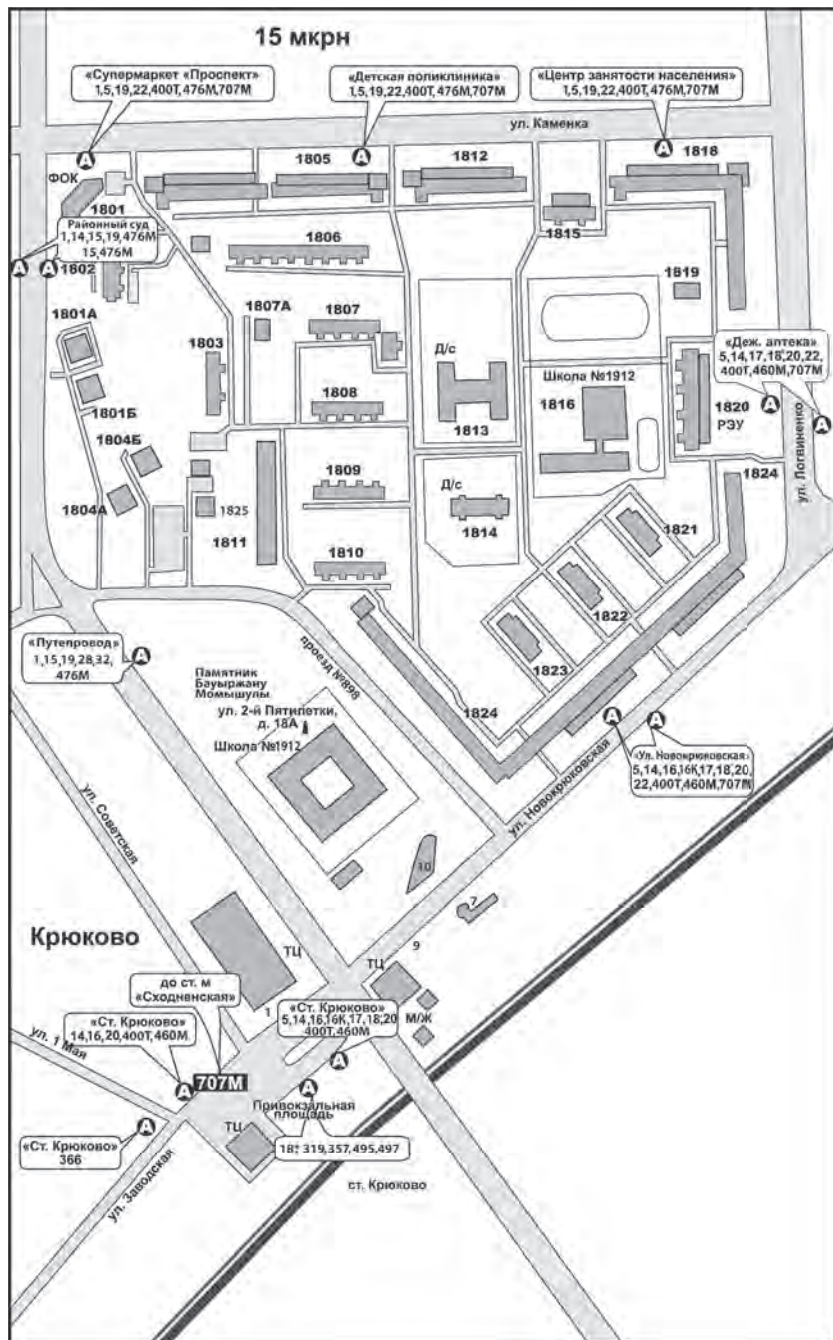 15 мкрн
«Супермаркет «Проспект»
1,5,19,22,400Т,476М,707М
«Детская поликлиника»
1,5,19,22,400Т,476М,707М
«Центр занятости населения»
1,5,19,22,400Т,476М,707М
ул. Каменка
А
А
А
ФОК
1805
1812
1818
1801
1815
Районный суд
1,14,15,19,476М
15,476М
А
А
1802
1806
1819
1801А
1807А
1807
1803
Д/с
Школа №1912
«Деж. аптека»
5,14,17,18,20,22,
400Т,460М,707М
А
А
1801Б
1808
1813
1816
1820
РЭУ
ул. Логвиненко
1804Б
1809
Д/с
1824
1804А
1825
1811
1810
1814
1821
1822
1823
«Путепровод»
1,15,19,28,32,
476М
А
проезд №898
1824
Памятник
Бауыржану
Момышулы
ул. 2-й Пятилетки,
д. 18А
Школа №1912
А
А
«Ул. Новокрюковская»
5,14,16,16К,17,18,20,
22,400Т,460М,707М
ул. Новокрюковская
ул. Советская
10
7
9
Крюково
ТЦ
ТЦ
до ст. м
«Сходненская»
1
М/Ж
«Ст. Крюково»
14,16,20,400Т,460М
«Ст. Крюково»
5,14,16,16К,17,18,20
400Т,460М
ул. 1 Мая
А
707М
А
А
Привокзальная
площадь
А
ТЦ
«Ст. Крюково»
366
319,357,495,497
ул. Заводская
ст. Крюково